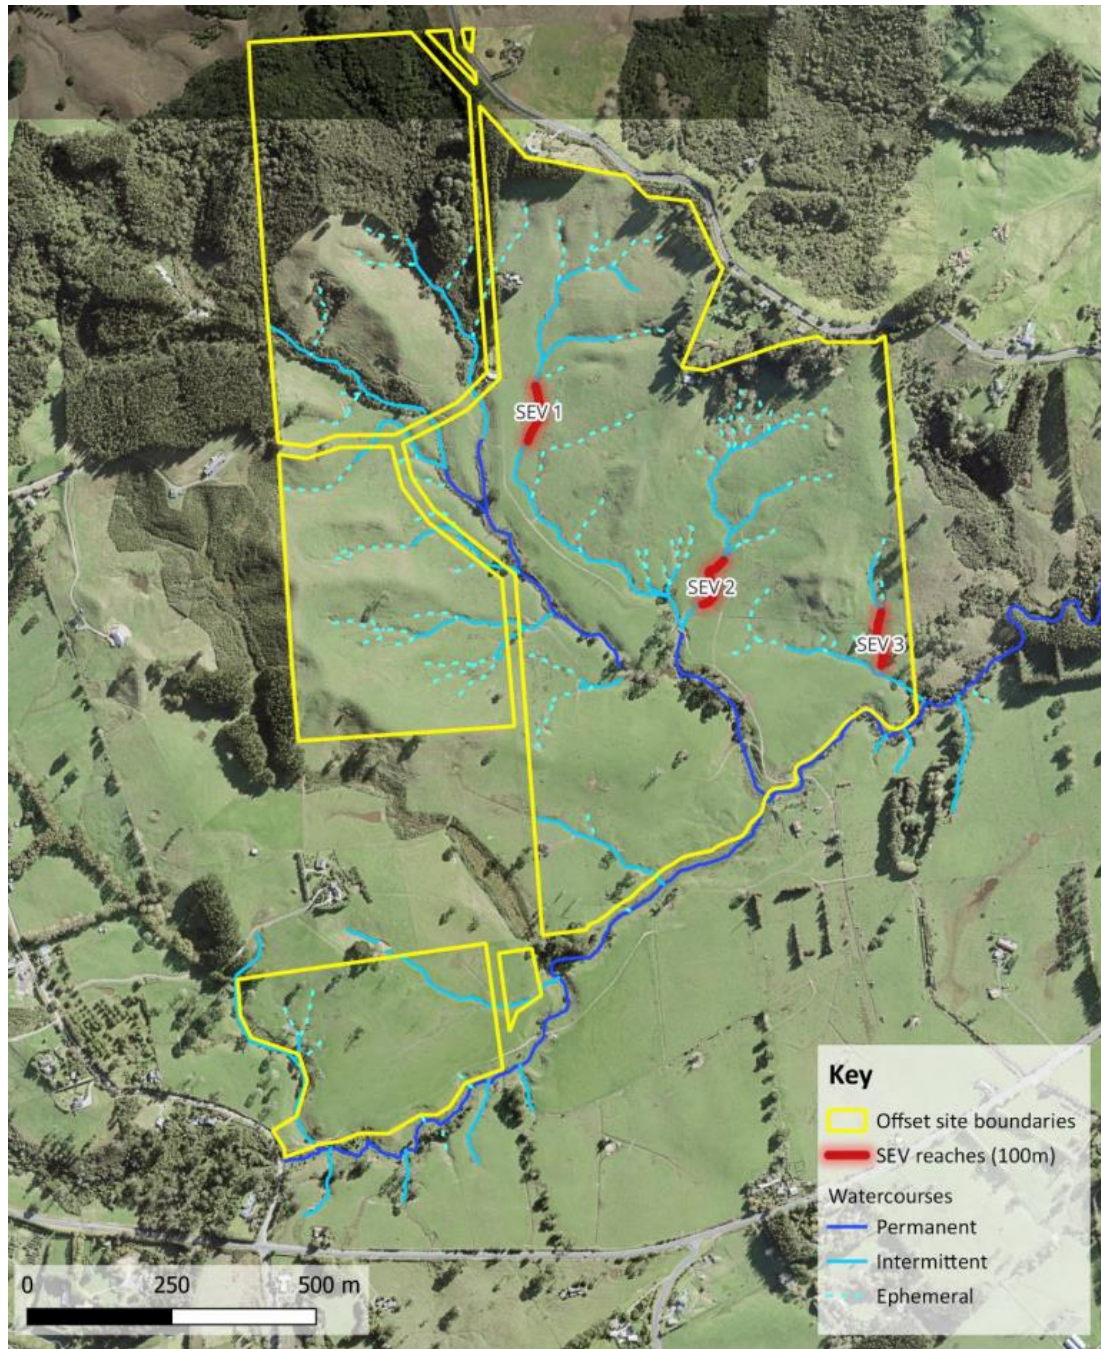 SEV 1
SEV 2
SEV 3
Key
Offset site boundaries
SEV reaches (100m)
Watercourses
Permanent
Intermittent
Ephemeral
0 250 500 m